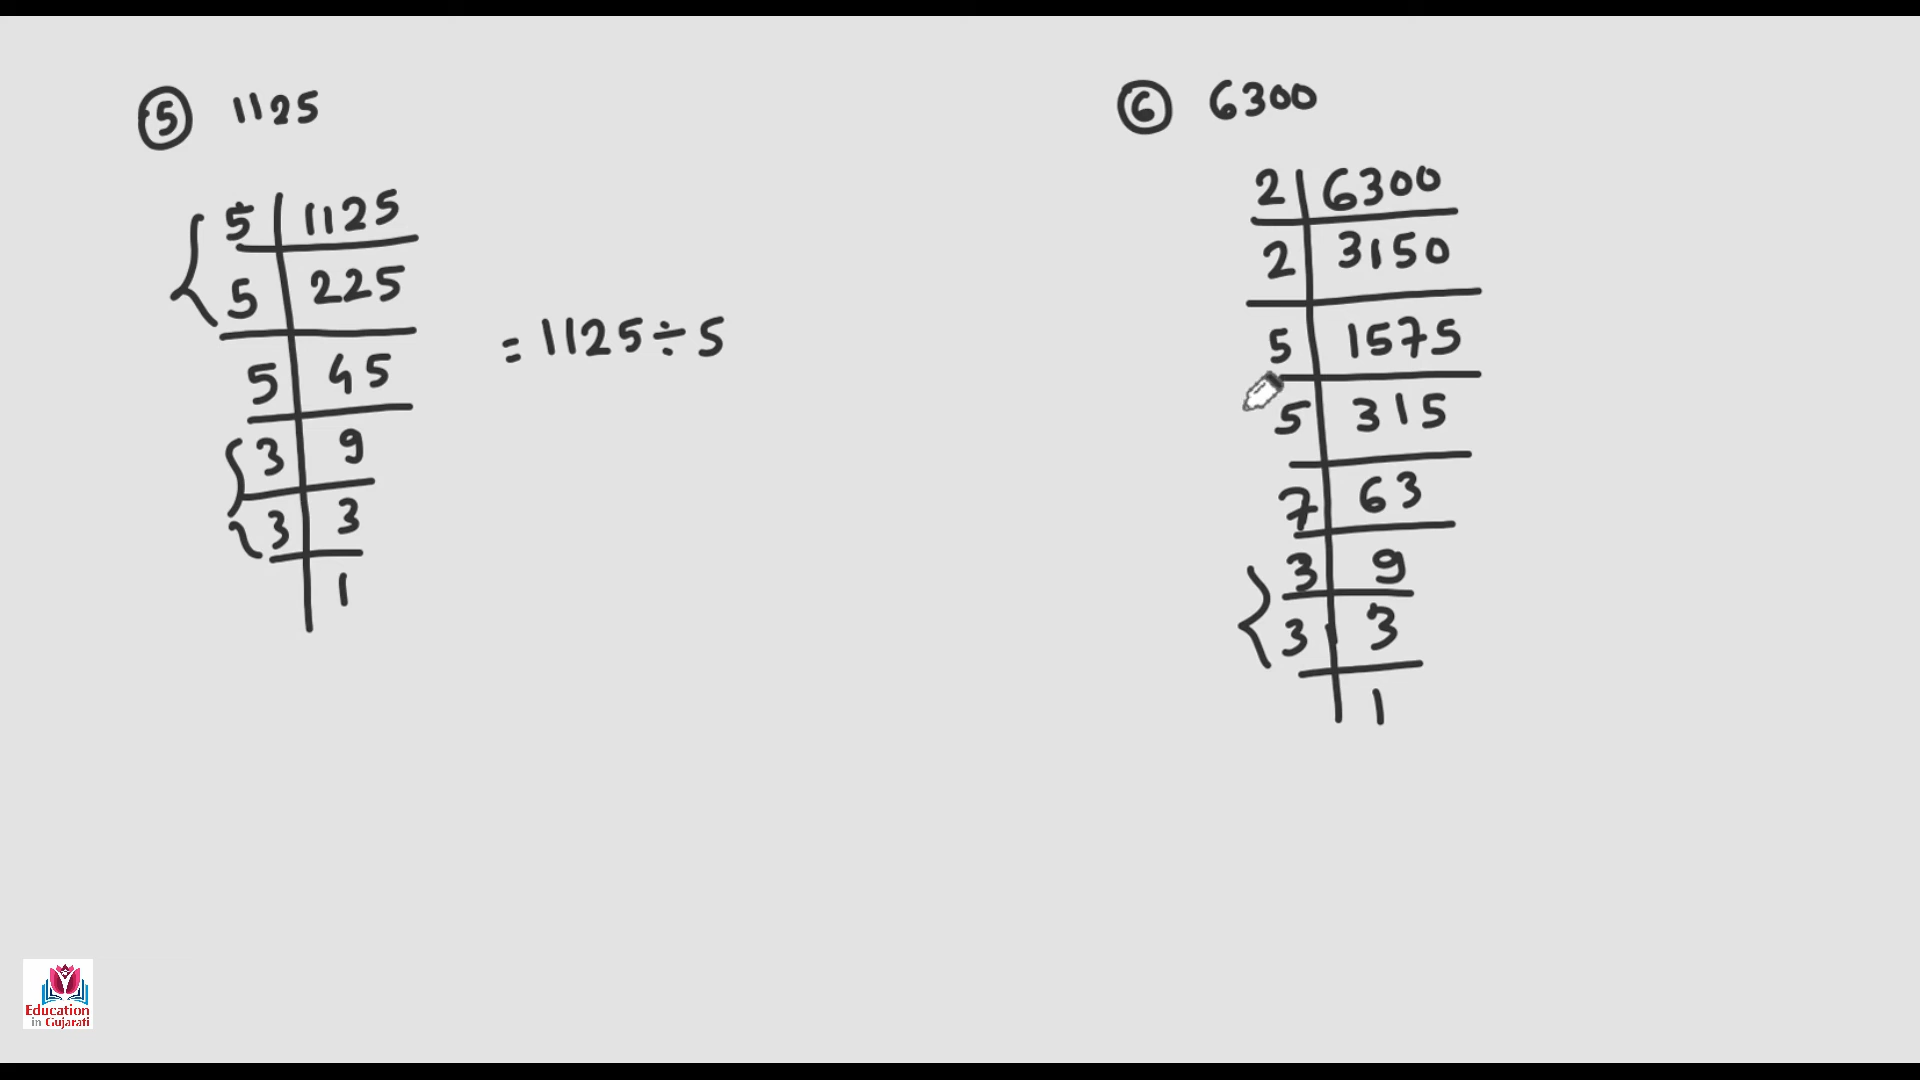 ⑤ 1125
5 | 1125
5 | 225
5 | 45
3 | 9
3 | 3
1
= 1125 ÷ 5
⑥ 6300
2 | 6300
2 | 3150
5 | 1575
5 | 315
7 | 63
3 | 9
3 | 3
1
Education
in Gujarati